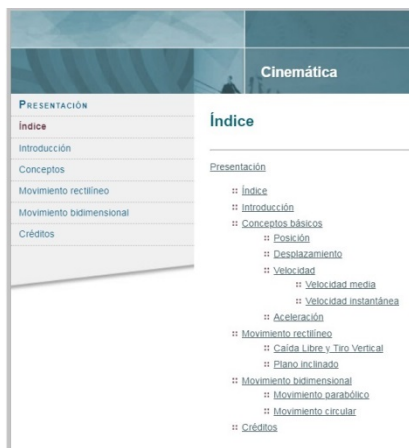 Cinemática
PRESENTACIÓN
Índice
Introducción
Conceptos
Movimiento rectilíneo
Movimiento bidimensional
Créditos
Índice
Presentación
Índice
Introducción
Conceptos básicos
Posición
Desplazamiento
Velocidad
Velocidad media
Velocidad instantánea
Aceleración
Movimiento rectilíneo
Caída Libre y Tiro Vertical
Plano inclinado
Movimiento bidimensional
Movimiento parabólico
Movimiento circular
Créditos